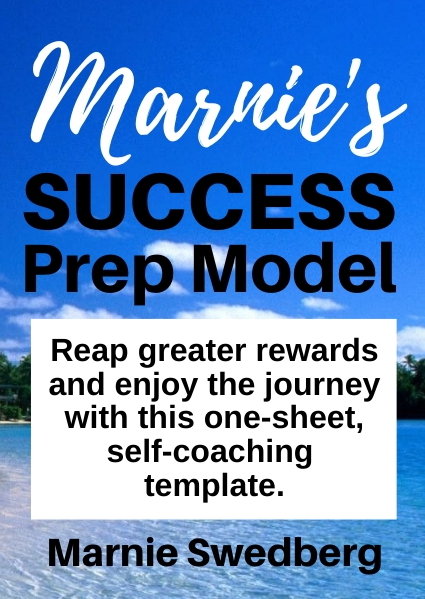 Marnie's
SUCCESS
Prep Model
Reap greater rewards
and enjoy the journey
with this one-sheet,
self-coaching
template.
Marnie Swedberg